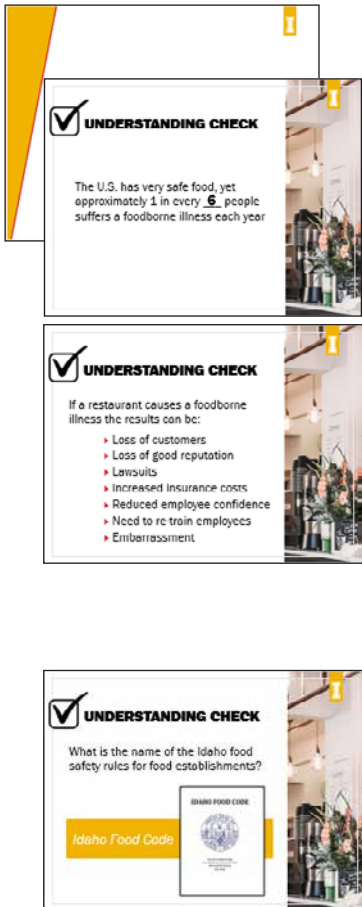 I
I
UNDERSTANDING CHECK
The U.S. has very safe food, yet
approximately 1 in every 6 people
suffers a foodborne illness each year
I
UNDERSTANDING CHECK
If a restaurant causes a foodborne
illness the results can be:
Loss of customers
Loss of good reputation
Lawsuits
Increased insurance costs
Reduced employee confidence
Need to re train employees
Embarrassment
I
UNDERSTANDING CHECK
What is the name of the Idaho food
safety rules for food establishments?
IDAHO FOOD CODE
Idaho Food Code